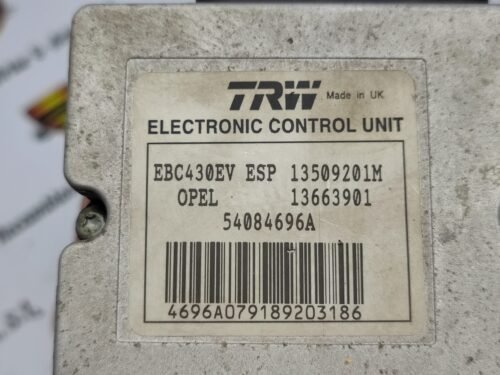 TRW Made in UK
ELECTRONIC CONTROL UNIT
EBC430EV ESP 13509201M
OPEL 13663901
54084696A
4696A079189203186